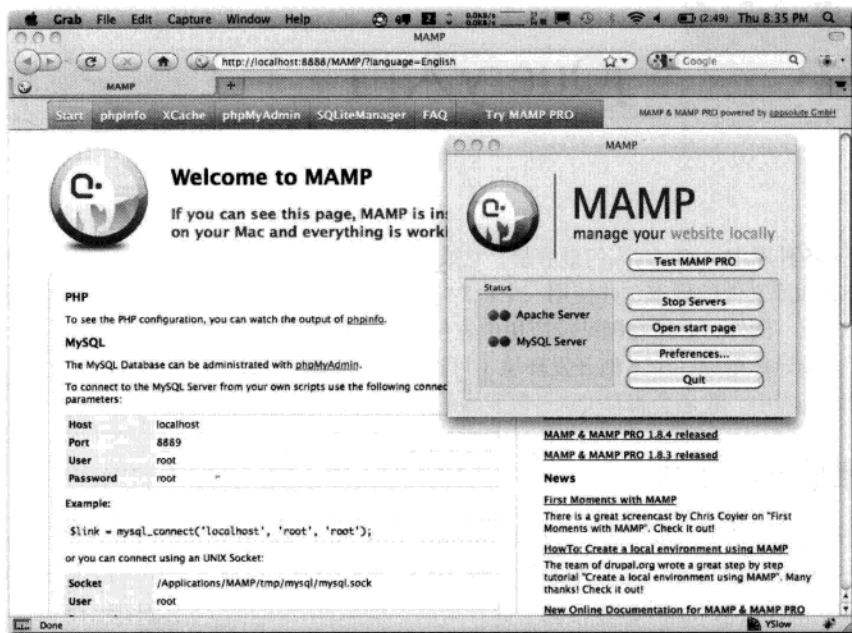 Grab File Edit Capture Window Help
0.0KB/s
0.0KB/s
(2:49) Thu 8:35 PM
MAMP
http://localhost:8888/MAMP/?language=English
Google
MAMP
Start phpInfo XCache phpMyAdmin SQLiteManager FAQ Try MAMP PRO
MAMP & MAMP PRO powered by appsolute GmbH
Welcome to MAMP
If you can see this page, MAMP is ins
on your Mac and everything is worki
MAMP
MAMP
manage your website locally
Test MAMP PRO
Status
Apache Server
MySQL Server
Stop Servers
Open start page
Preferences...
Quit
PHP
To see the PHP configuration, you can watch the output of phpinfo.
MySQL
The MySQL Database can be administrated with phpMyAdmin.
To connect to the MySQL Server from your own scripts use the following connec
parameters:
Host localhost
Port 8889
User root
Password root
Example:
$link = mysql_connect('localhost', 'root', 'root');
or you can connect using an UNIX Socket:
Socket /Applications/MAMP/tmp/mysql/mysql.sock
User root
MAMP & MAMP PRO 1.8.4 released
MAMP & MAMP PRO 1.8.3 released
News
First Moments with MAMP
There is a great screencast by Chris Coyier on "First
Moments with MAMP". Check it out!
HowTo: Create a local environment using MAMP
The team of drupal.org wrote a great step by step
tutorial "Create a local environment using MAMP". Many
thanks! Check it out!
New Online Documentation for MAMP & MAMP PRO
Done
YSlow